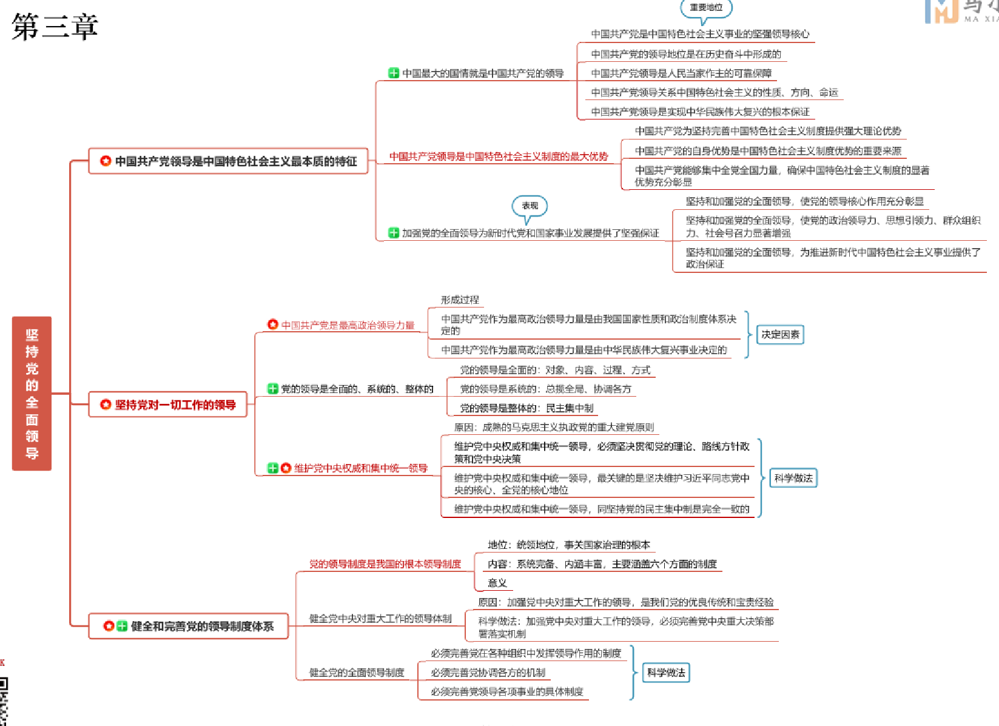 第三章
重要地位
MA XIA
中国共产党是中国特色社会主义事业的坚强领导核心
中国共产党的领导地位是在历史奋斗中形成的
中国最大的国情就是中国共产党的领导
中国共产党领导是人民当家作主的可靠保障
中国共产党领导关系中国特色社会主义的性质、方向、命运
中国共产党领导是实现中华民族伟大复兴的根本保证
中国共产党领导是中国特色社会主义最本质的特征
中国共产党领导是中国特色社会主义制度的最大优势
中国共产党为坚持完善中国特色社会主义制度提供强大理论优势
中国共产党的自身优势是中国特色社会主义制度优势的重要来源
中国共产党能够集中全党全国力量，确保中国特色社会主义制度的显著
优势充分彰显
表现
加强党的全面领导为新时代党和国家事业发展提供了坚强保证
坚持和加强党的全面领导，使党的领导核心作用充分彰显
坚持和加强党的全面领导，使党的政治领导力、思想引领力、群众组织
力、社会号召力显著增强
坚持和加强党的全面领导，为推进新时代中国特色社会主义事业提供了
政治保证
坚持党的全面领导
坚持党对一切工作的领导
中国共产党是最高政治领导力量
形成过程
中国共产党作为最高政治领导力量是由我国国家性质和政治制度体系决
定的
中国共产党作为最高政治领导力量是由中华民族伟大复兴事业决定的
决定因素
党的领导是全面的、系统的、整体的
党的领导是全面的：对象、内容、过程、方式
党的领导是系统的：总揽全局、协调各方
党的领导是整体的：民主集中制
维护党中央权威和集中统一领导
原因：成熟的马克思主义执政党的重大建党原则
维护党中央权威和集中统一领导，必须坚决贯彻党的理论、路线方针政
策和党中央决策
维护党中央权威和集中统一领导，最关键的是坚决维护习近平同志党中
央的核心、全党的核心地位
维护党中央权威和集中统一领导，同坚持党的民主集中制是完全一致的
科学做法
健全和完善党的领导制度体系
党的领导制度是我国的根本领导制度
地位：统领地位，事关国家治理的根本
内容：系统完备、内涵丰富，主要涵盖六个方面的制度
意义
健全党中央对重大工作的领导体制
原因：加强党中央对重大工作的领导，是我们党的优良传统和宝贵经验
科学做法：加强党中央对重大工作的领导，必须完善党中央重大决策部
署落实机制
健全党的全面领导制度
必须完善党在各种组织中发挥领导作用的制度
必须完善党协调各方的机制
必须完善党领导各项事业的具体制度
科学做法
K